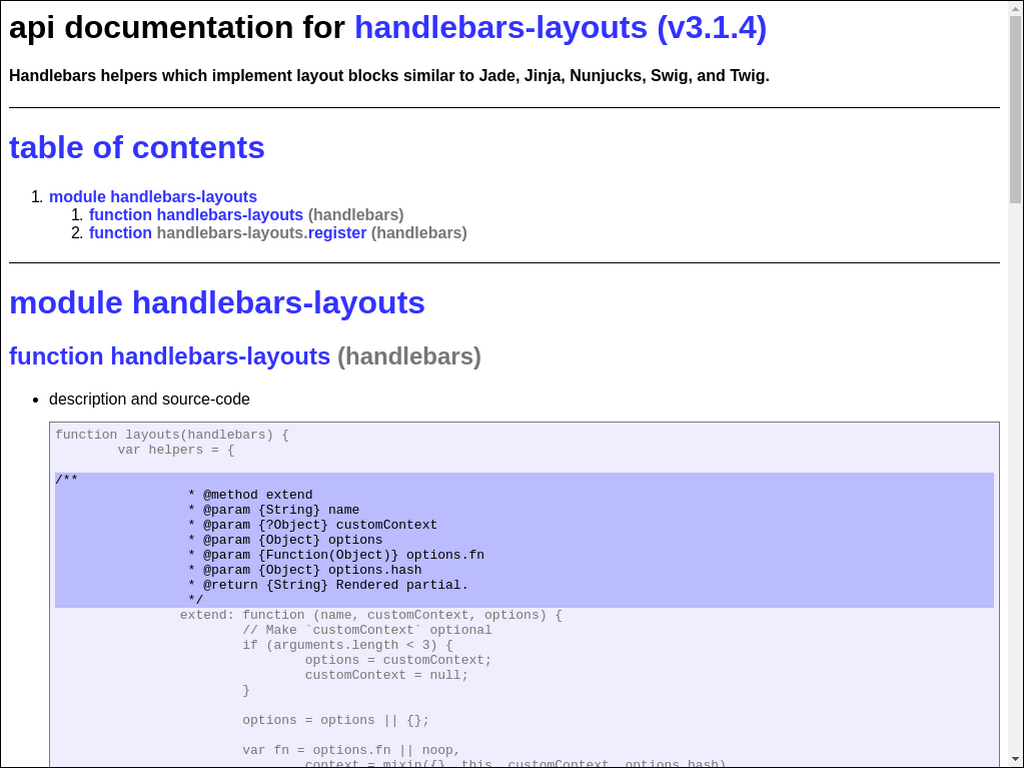 api documentation for handlebars-layouts (v3.1.4)
Handlebars helpers which implement layout blocks similar to Jade, Jinja, Nunjucks, Swig, and Twig.
table of contents
1. module handlebars-layouts
1. function handlebars-layouts (handlebars)
2. function handlebars-layouts.register (handlebars)
module handlebars-layouts
function handlebars-layouts (handlebars)
• description and source-code
function layouts(handlebars) {
var helpers = {
/**
* @method extend
* @param {String} name
* @param {?Object} customContext
* @param {Object} options
* @param {Function(Object)} options.fn
* @param {Object} options.hash
* @return {String} Rendered partial.
*/
extend: function (name, customContext, options) {
// Make `customContext` optional
if (arguments.length < 3) {
options = customContext;
customContext = null;
}
options = options || {};
var fn = options.fn || noop,
context = mixin({}, this, customContext, options.hash),